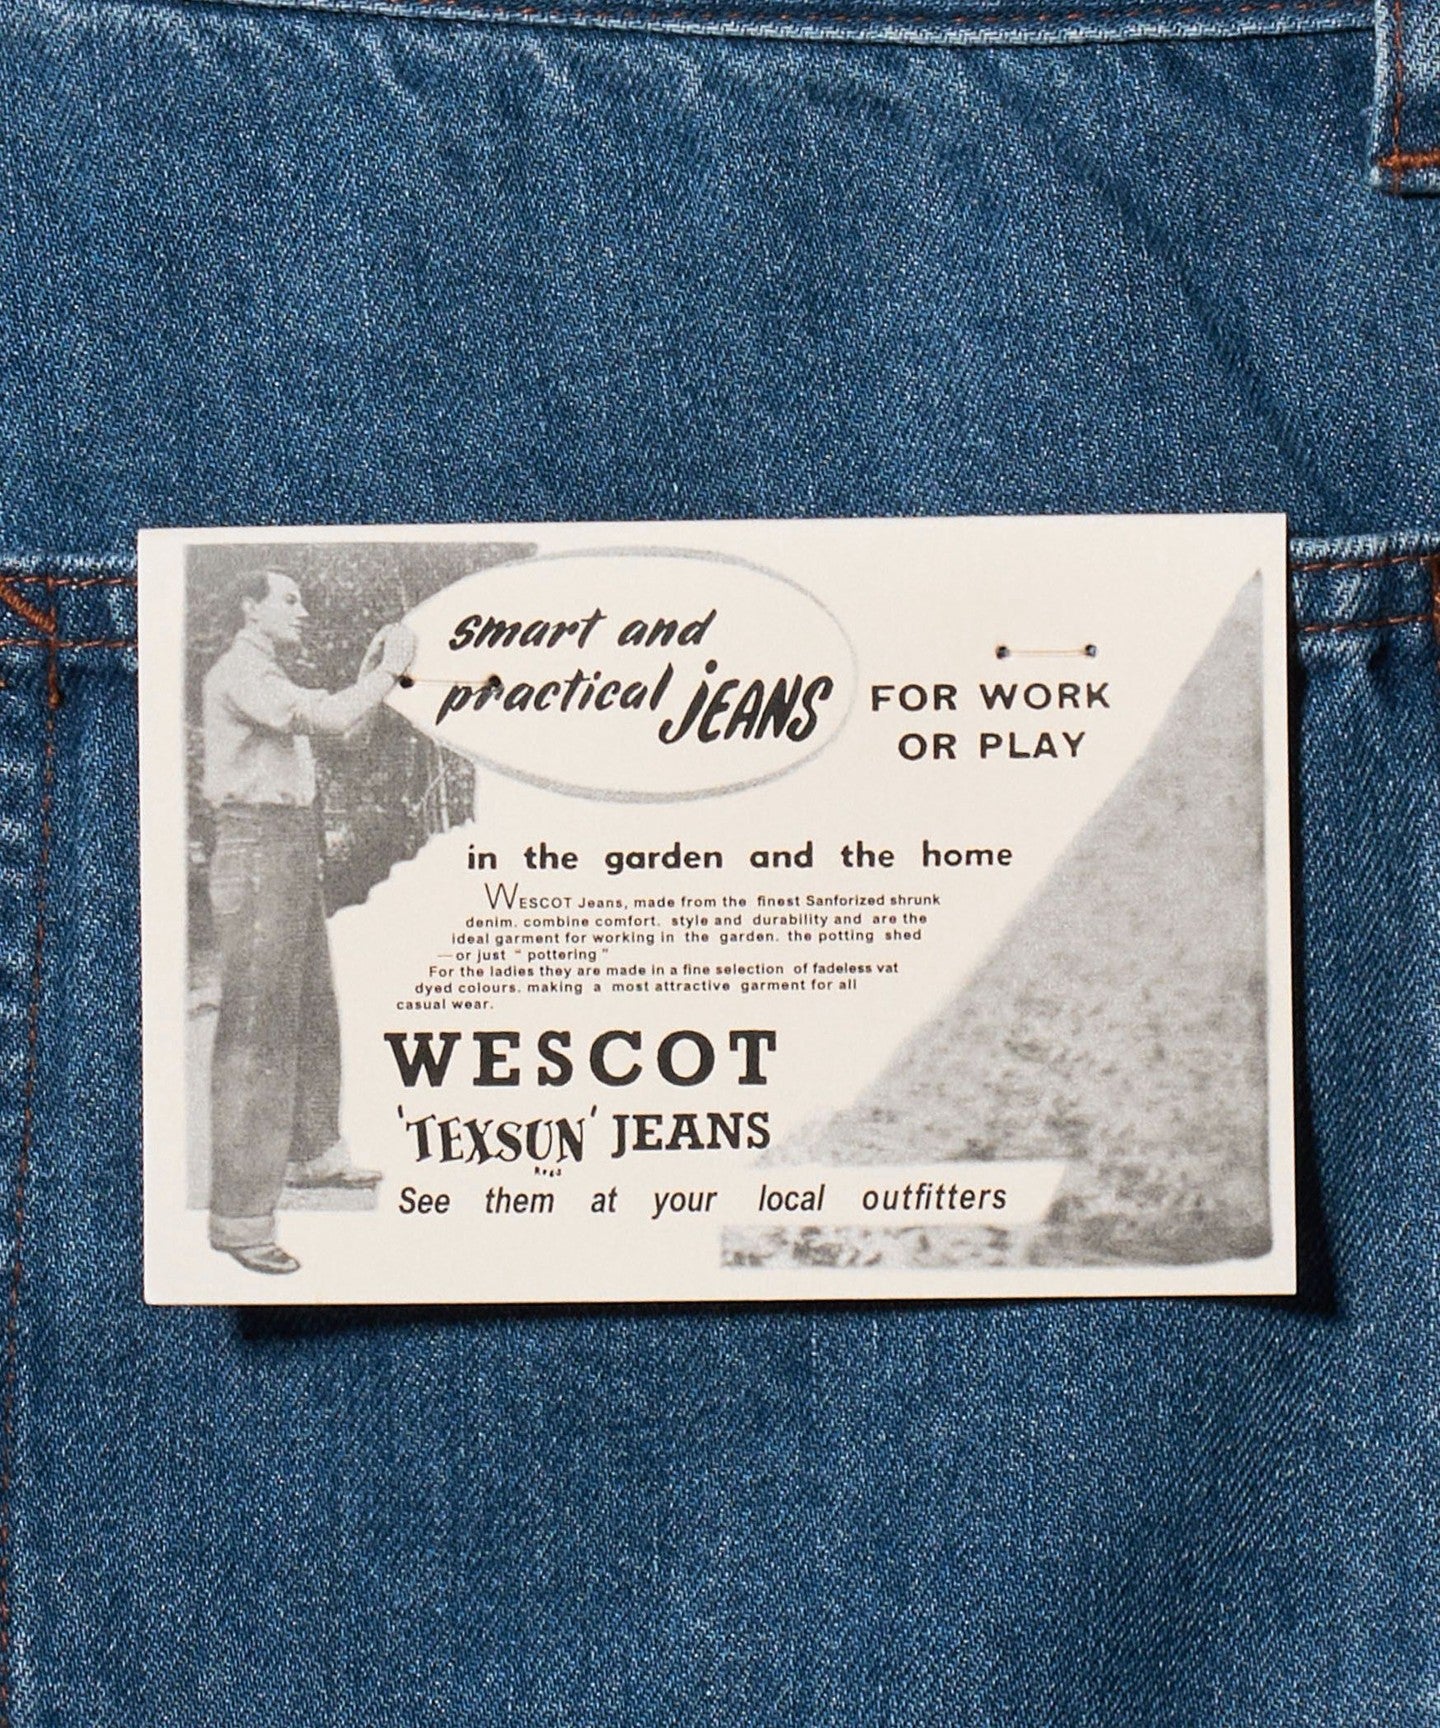 smart and
practical JEANS
FOR WORK
OR PLAY
in the garden and the home
WESCOT Jeans, made from the finest Sanforized shrunk
denim. combine comfort. style and durability and are the
ideal garment for working in the garden. the potting shed
—or just " pottering "
For the ladies they are made in a fine selection of fadeless vat
dyed colours. making a most attractive garment for all
casual wear.
WESCOT
'TEXSUN' JEANS
REGS
See them at your local outfitters